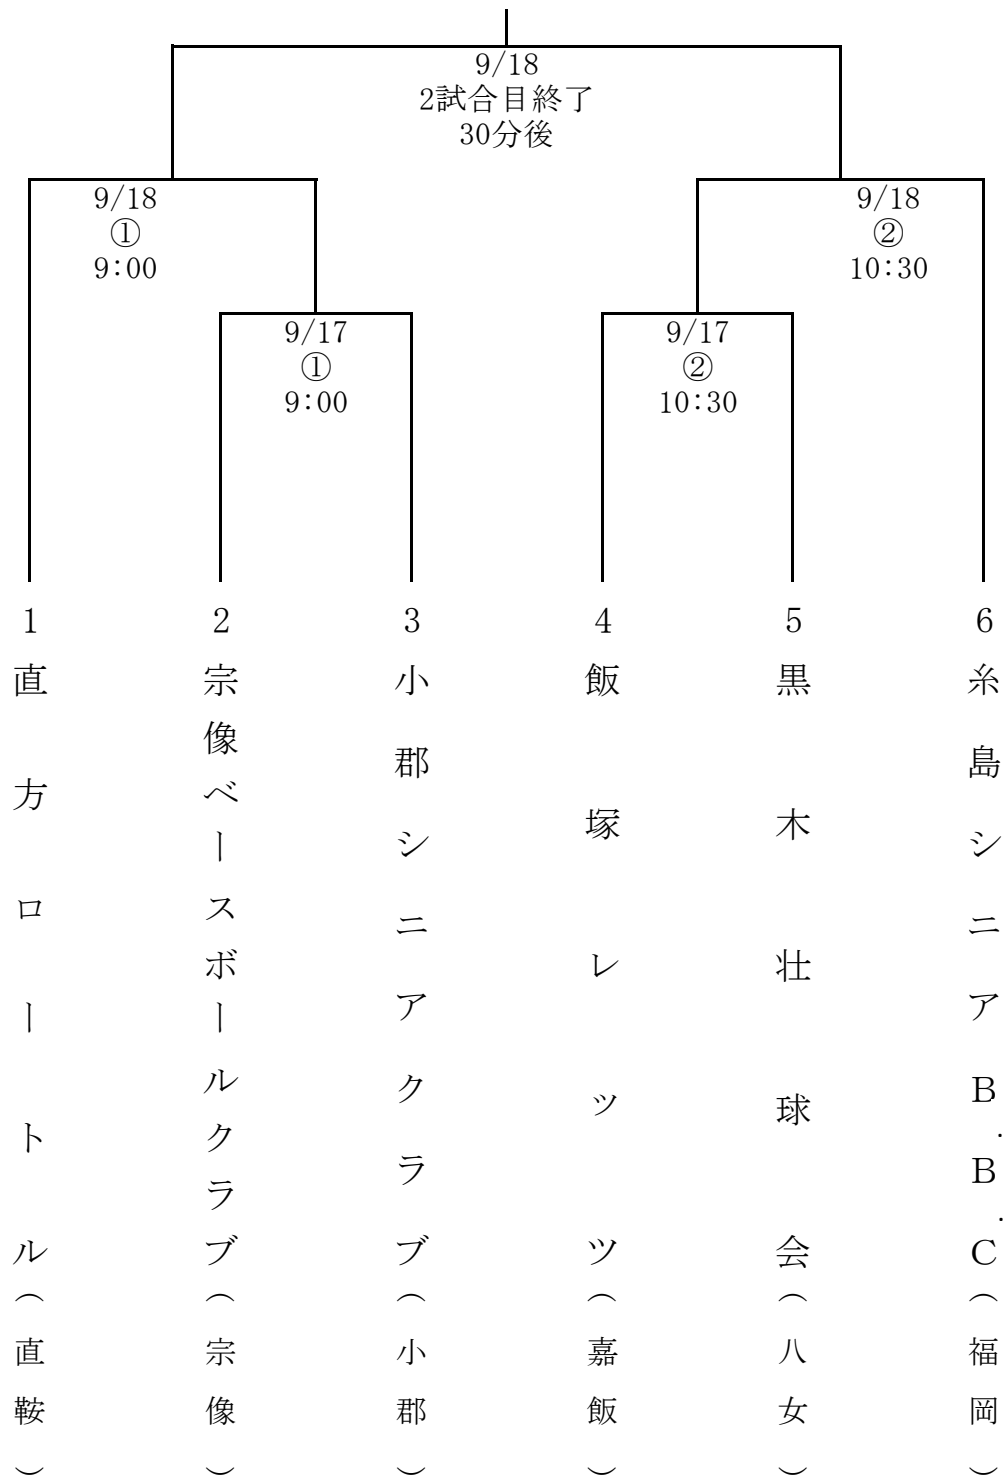 9/18
2試合目終了
30分後
9/18
①
9:00
9/18
②
10:30
9/17
①
9:00
9/17
②
10:30
1
2
3
4
5
6
直方ロートル(直鞍)
宗像ベースボールクラブ(宗像)
小郡シニアクラブ(小郡)
飯塚レッツ(嘉飯)
黒木壮球会(八女)
糸島シニアB.B.C(福岡)